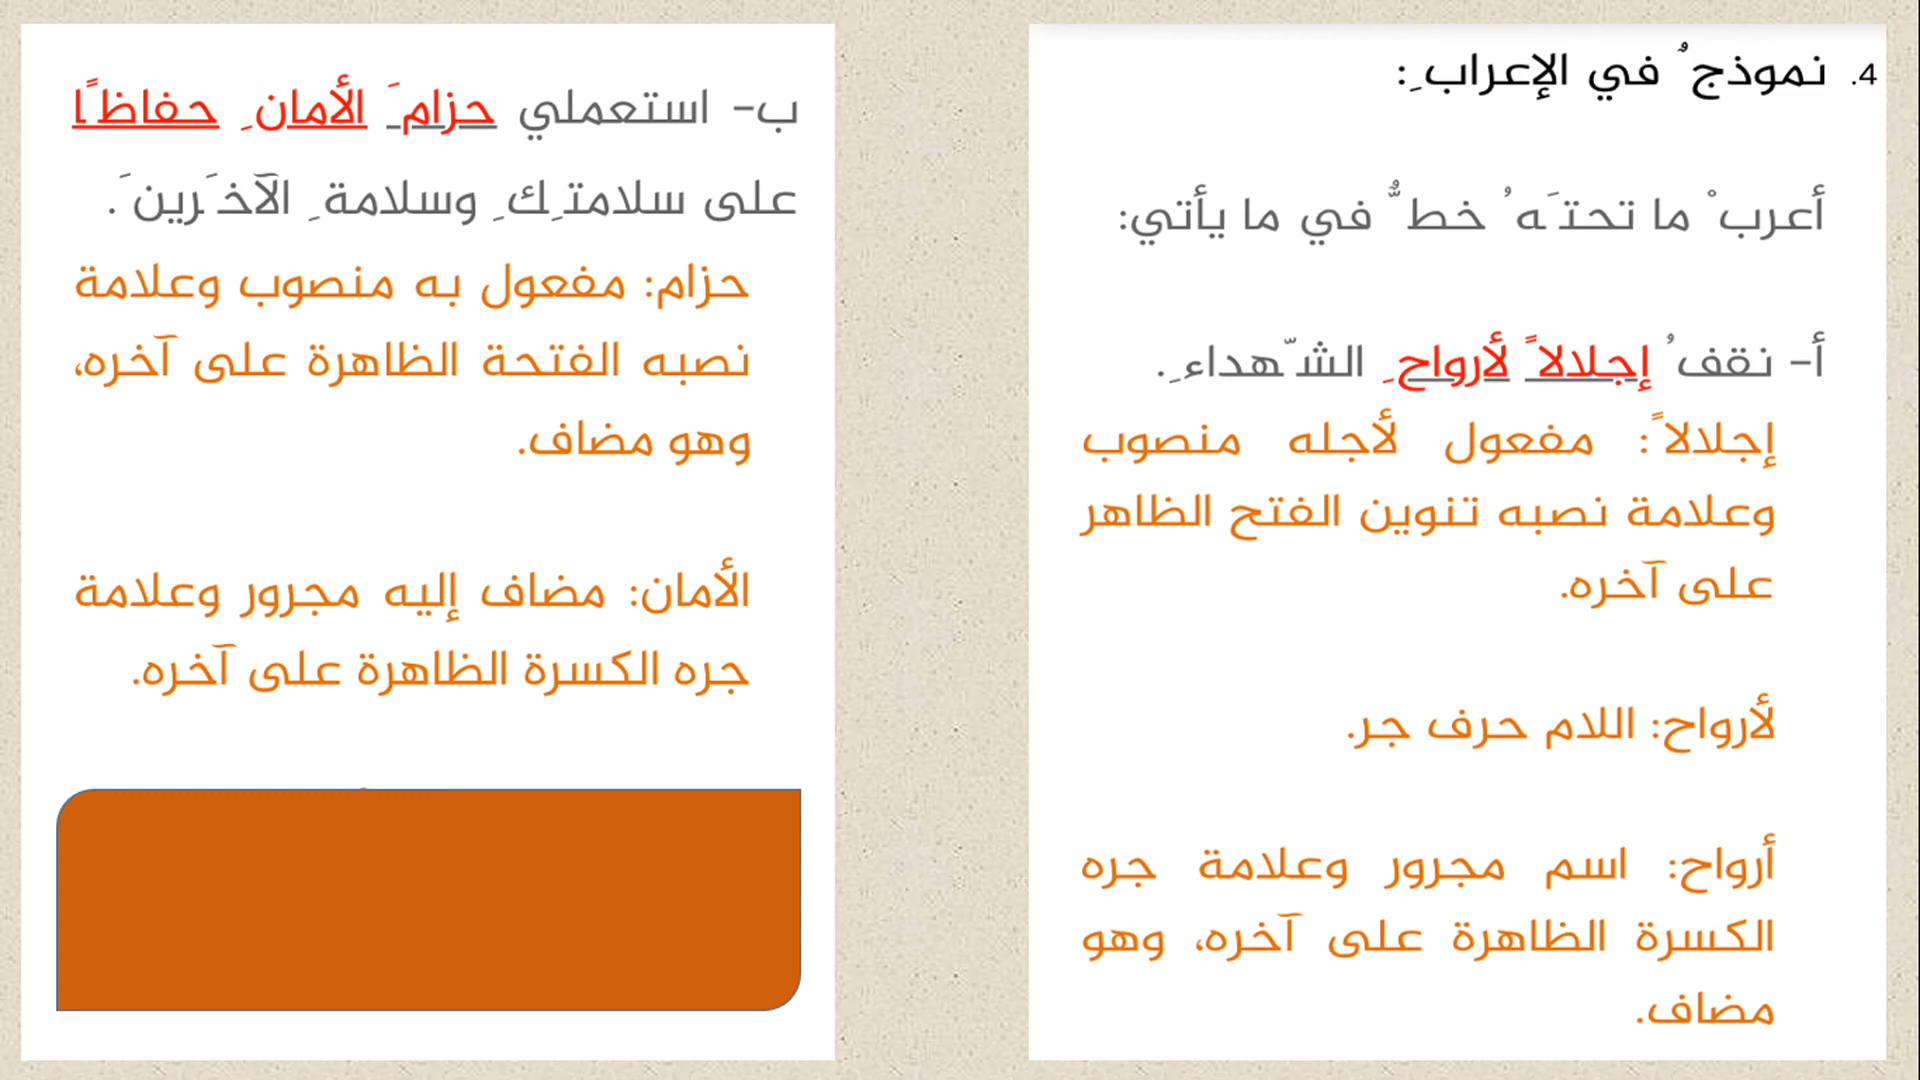 4. نموذجٌ في الإعرابِ:
أعربْ ما تحتَهُ خطٌّ في ما يأتي:
أ- نقفُ إجلالاً لأرواحِ الشّهداءِ.
إجلالاً: مفعول لأجله منصوب
وعلامة نصبه تنوين الفتح الظاهر
على آخره.
لأرواح: اللام حرف جر.
أرواح: اسم مجرور وعلامة جره
الكسرة الظاهرة على آخره، وهو
مضاف.
ب- استعملي حزامَ الأمانِ حفاظًا
على سلامتِكِ وسلامةِ الآخَرينَ.
حزام: مفعول به منصوب وعلامة
نصبه الفتحة الظاهرة على آخره،
وهو مضاف.
الأمان: مضاف إليه مجرور وعلامة
جره الكسرة الظاهرة على آخره.